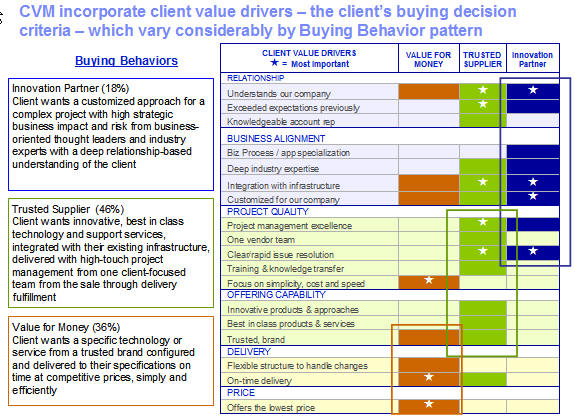 CVM incorporate client value drivers – the client's buying decision
criteria – which vary considerably by Buying Behavior pattern
Buying Behaviors
Innovation Partner (18%)
Client wants a customized approach for a
complex project with high strategic
business impact and risk from business-
oriented thought leaders and industry
experts with a deep relationship-based
understanding of the client
Trusted Supplier (46%)
Client wants innovative, best in class
technology and support services,
integrated with their existing infrastructure,
delivered with high-touch project
management from one client-focused
team from the sale through delivery
fulfillment
Value for Money (36%)
Client wants a specific technology or
service from a trusted brand configured
and delivered to their specifications on
time at competitive prices, simply and
efficiently
CLIENT VALUE DRIVERS
★ = Most Important
VALUE FOR
MONEY
TRUSTED
SUPPLIER
Innovation
Partner
RELATIONSHIP
Understands our company
Exceeded expectations previously
Knowledgeable account rep
BUSINESS ALIGNMENT
Biz Process / app specialization
Deep industry expertise
Integration with infrastructure
Customized for our company
PROJECT QUALITY
Project management excellence
One vendor team
Clear/rapid issue resolution
Training & knowledge transfer
Focus on simplicity, cost and speed
OFFERING CAPABILITY
Innovative products & approaches
Best in class products & services
Trusted, brand
DELIVERY
Flexible structure to handle changes
On-time delivery
PRICE
Offers the lowest price